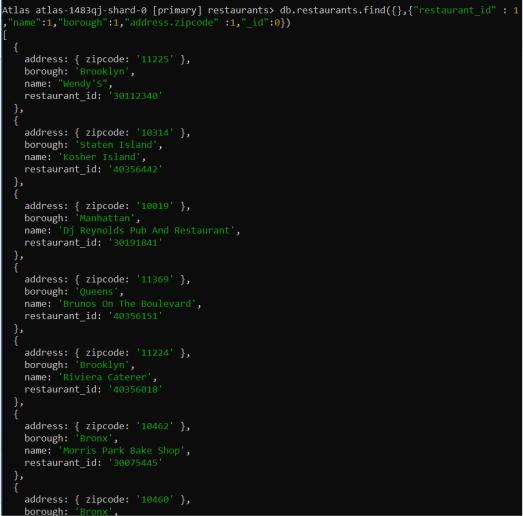 Atlas atlas-1483qj-shard-0 [primary] restaurants> db.restaurants.find({},{"restaurant_id" : 1
,"name":1,"borough":1,"address.zipcode" :1,"_id":0})
[
{
address: { zipcode: '11225' },
borough: 'Brooklyn',
name: "Wendy'S",
restaurant_id: '30112340'
},
{
address: { zipcode: '10314' },
borough: 'Staten Island',
name: 'Kosher Island',
restaurant_id: '40356442'
},
{
address: { zipcode: '10019' },
borough: 'Manhattan',
name: 'Dj Reynolds Pub And Restaurant',
restaurant_id: '30191841'
},
{
address: { zipcode: '11369' },
borough: 'Queens',
name: 'Brunos On The Boulevard',
restaurant_id: '40356151'
},
{
address: { zipcode: '11224' },
borough: 'Brooklyn',
name: 'Riviera Caterer',
restaurant_id: '40356018'
},
{
address: { zipcode: '10462' },
borough: 'Bronx',
name: 'Morris Park Bake Shop',
restaurant_id: '30075445'
},
{
address: { zipcode: '10460' },
borough: 'Bronx',